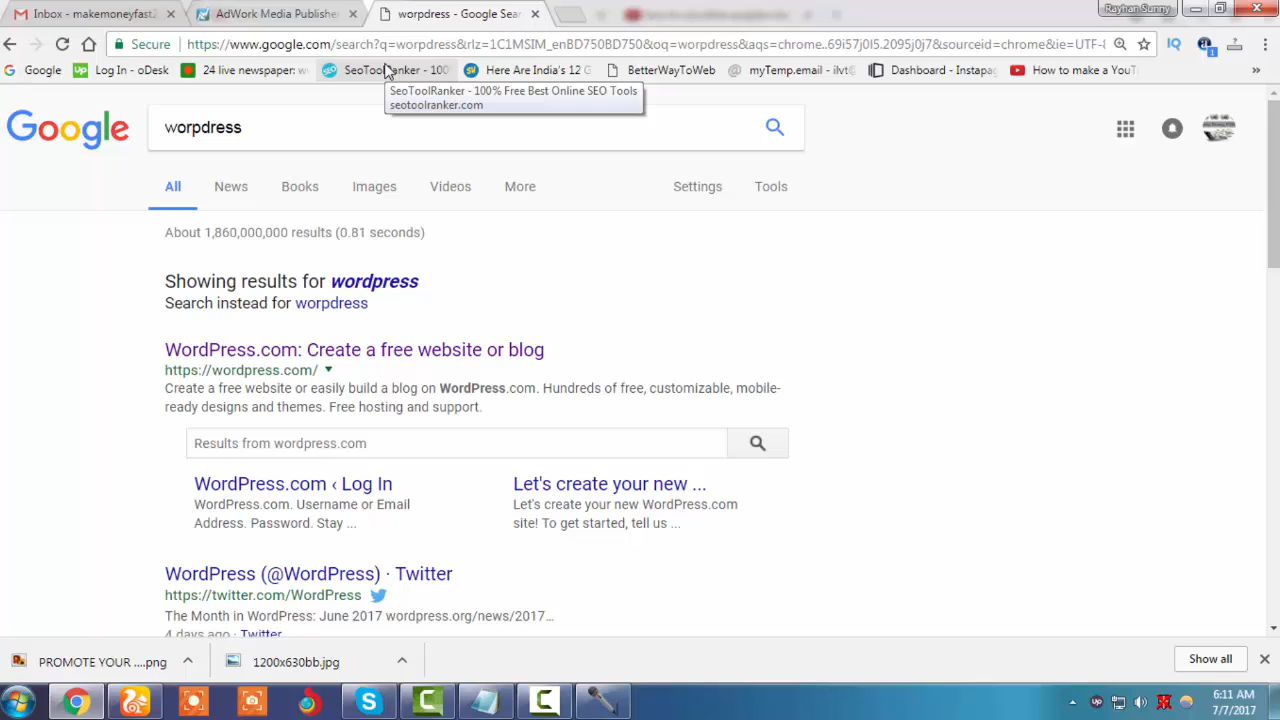 Inbox - makemoneyfast2
AdWork Media Publisher
worpdress - Google Sear
Rayhan Sunny
Secure
https://www.google.com/search?q=worpdress&rlz=1C1MSIM_enBD750BD750&oq=worpdress&aqs=chrome..69i57j0l5.2095j0j7&sourceid=chrome&ie=UTF-8
Google
Log In - oDesk
24 live newspaper:
SeoToolRanker - 100
Here Are India's 12 G
BetterWayToWeb
myTemp.email - ilvt@
Dashboard - Instapag
How to make a YouT
SeoToolRanker - 100% Free Best Online SEO Tools
seotoolranker.com
Google
worpdress
All
News
Books
Images
Videos
More
Settings
Tools
About 1,860,000,000 results (0.81 seconds)
Showing results for wordpress
Search instead for worpdress
WordPress.com: Create a free website or blog
https://wordpress.com/
Create a free website or easily build a blog on WordPress.com. Hundreds of free, customizable, mobile-
ready designs and themes. Free hosting and support.
Results from wordpress.com
WordPress.com ‹ Log In
WordPress.com. Username or Email
Address. Password. Stay ...
Let's create your new ...
Let's create your new WordPress.com
site! To get started, tell us ...
WordPress (@WordPress) · Twitter
https://twitter.com/WordPress
The Month in WordPress: June 2017 wordpress.org/news/2017...
4 days ago · Twitter
PROMOTE YOUR ....png
1200x630bb.jpg
Show all
6:11 AM
7/7/2017